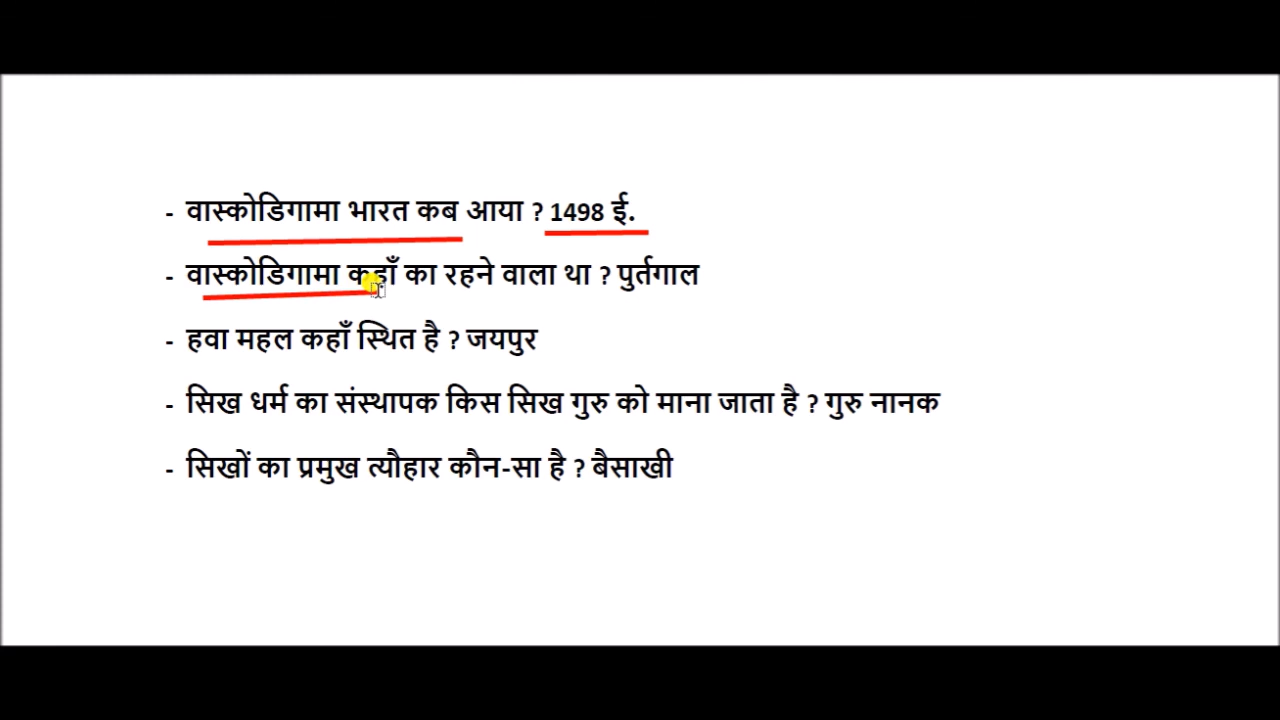 - वास्कोडिगामा भारत कब आया ? 1498 ई.
- वास्कोडिगामा कहाँ का रहने वाला था ? पुर्तगाल
- हवा महल कहाँ स्थित है ? जयपुर
- सिख धर्म का संस्थापक किस सिख गुरु को माना जाता है ? गुरु नानक
- सिखों का प्रमुख त्यौहार कौन-सा है ? बैसाखी